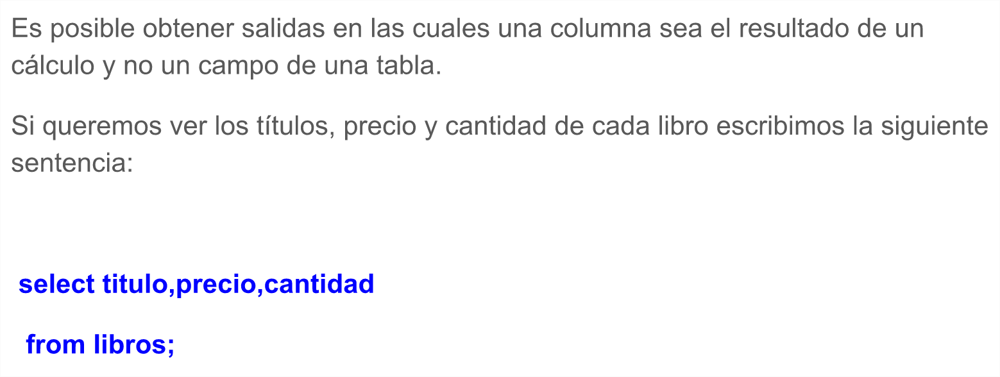 Es posible obtener salidas en las cuales una columna sea el resultado de un
cálculo y no un campo de una tabla.
Si queremos ver los títulos, precio y cantidad de cada libro escribimos la siguiente
sentencia:
select titulo,precio,cantidad
from libros;